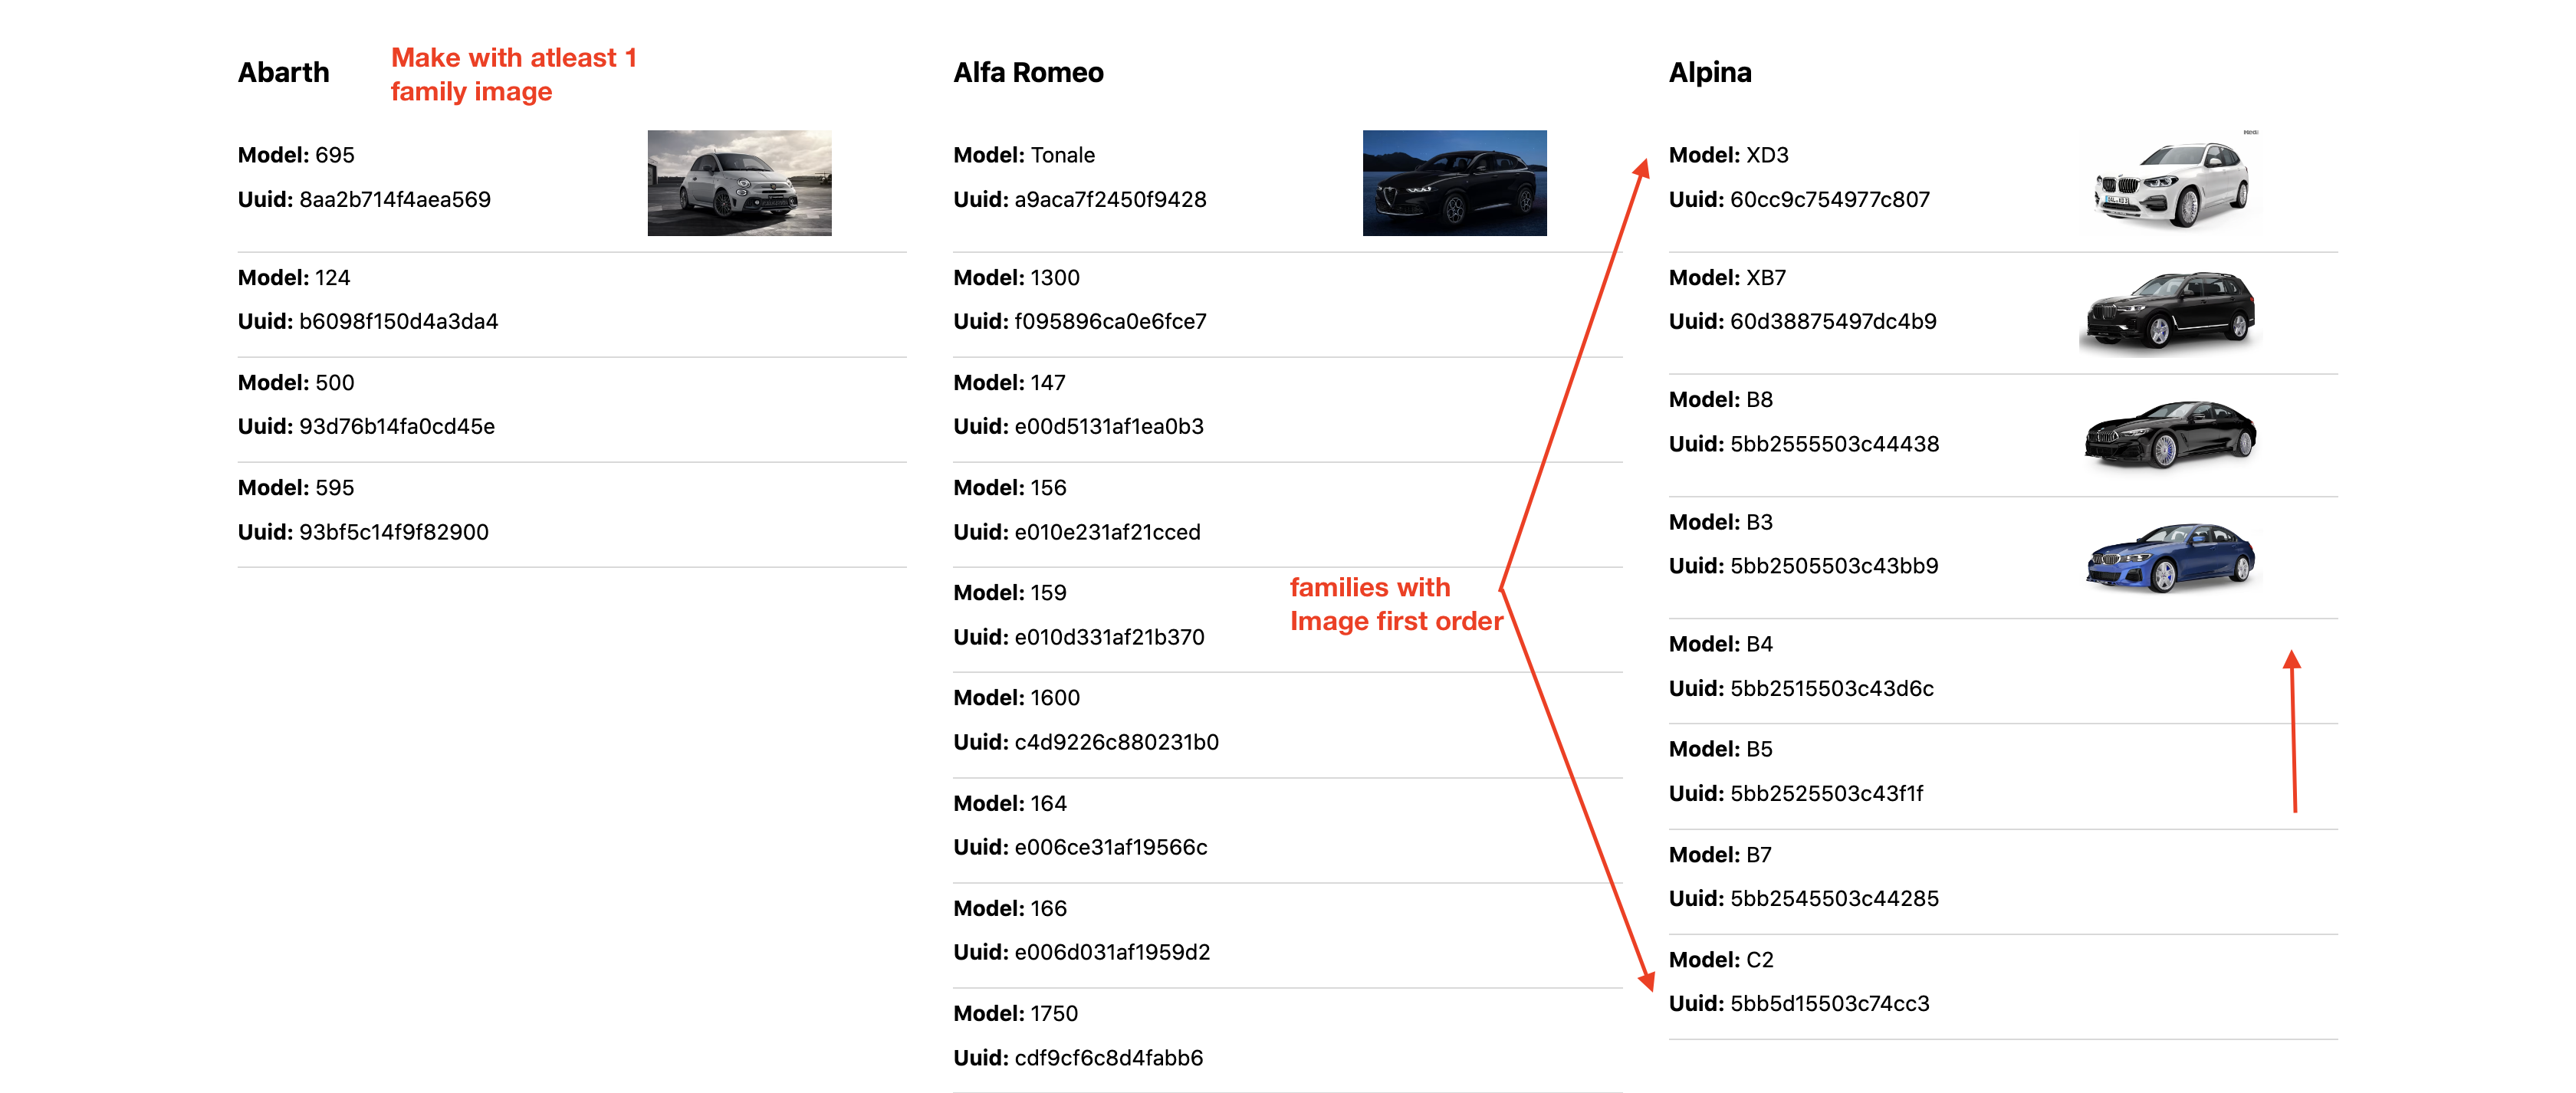 Abarth
Make with atleast 1
family image
Model: 695
Uuid: 8aa2b714f4aea569
Model: 124
Uuid: b6098f150d4a3da4
Model: 500
Uuid: 93d76b14fa0cd45e
Model: 595
Uuid: 93bf5c14f9f82900
Alfa Romeo
Model: Tonale
Uuid: a9aca7f2450f9428
Model: 1300
Uuid: f095896ca0e6fce7
Model: 147
Uuid: e00d5131af1ea0b3
Model: 156
Uuid: e010e231af21cced
Model: 159
Uuid: e010d331af21b370
families with
Image first order
Model: 1600
Uuid: c4d9226c880231b0
Model: 164
Uuid: e006ce31af19566c
Model: 166
Uuid: e006d031af1959d2
Model: 1750
Uuid: cdf9cf6c8d4fabb6
Alpina
Model: XD3
Uuid: 60cc9c754977c807
Model: XB7
Uuid: 60d38875497dc4b9
Model: B8
Uuid: 5bb2555503c44438
Model: B3
Uuid: 5bb2505503c43bb9
Model: B4
Uuid: 5bb2515503c43d6c
Model: B5
Uuid: 5bb2525503c43f1f
Model: B7
Uuid: 5bb2545503c44285
Model: C2
Uuid: 5bb5d15503c74cc3